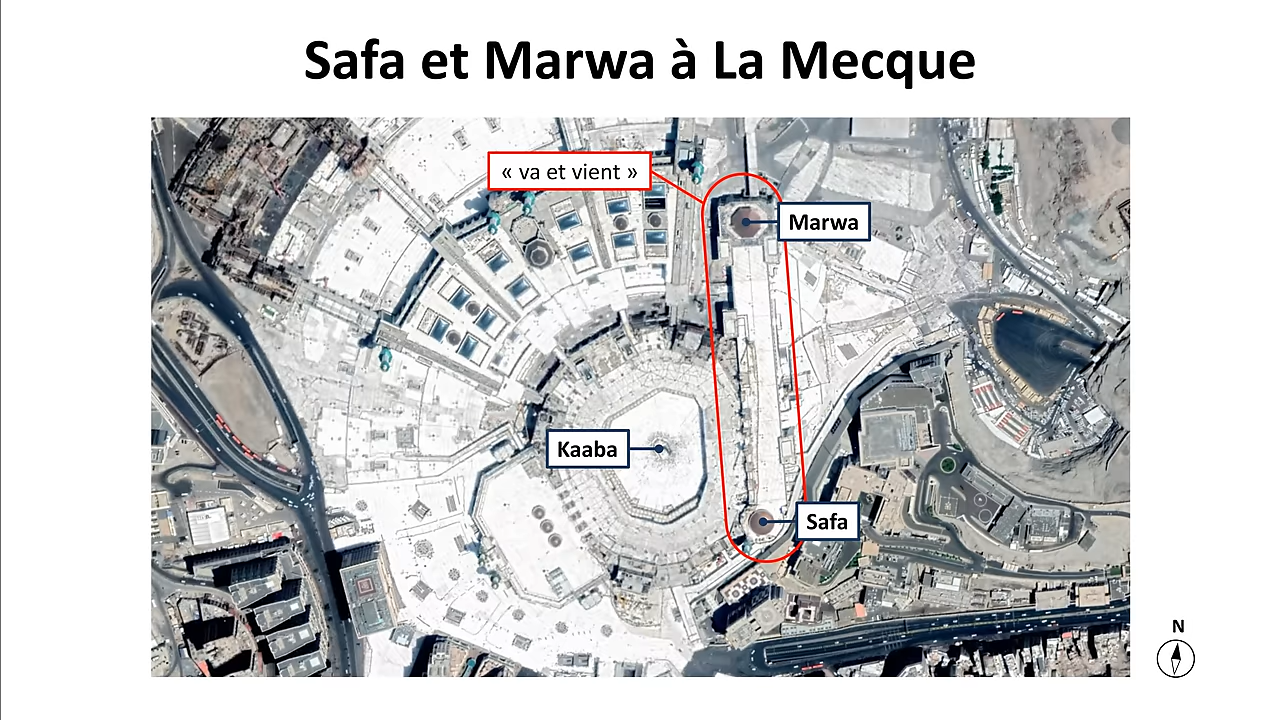 Safa et Marwa à La Mecque
« va et vient »
Marwa
Kaaba
Safa
N